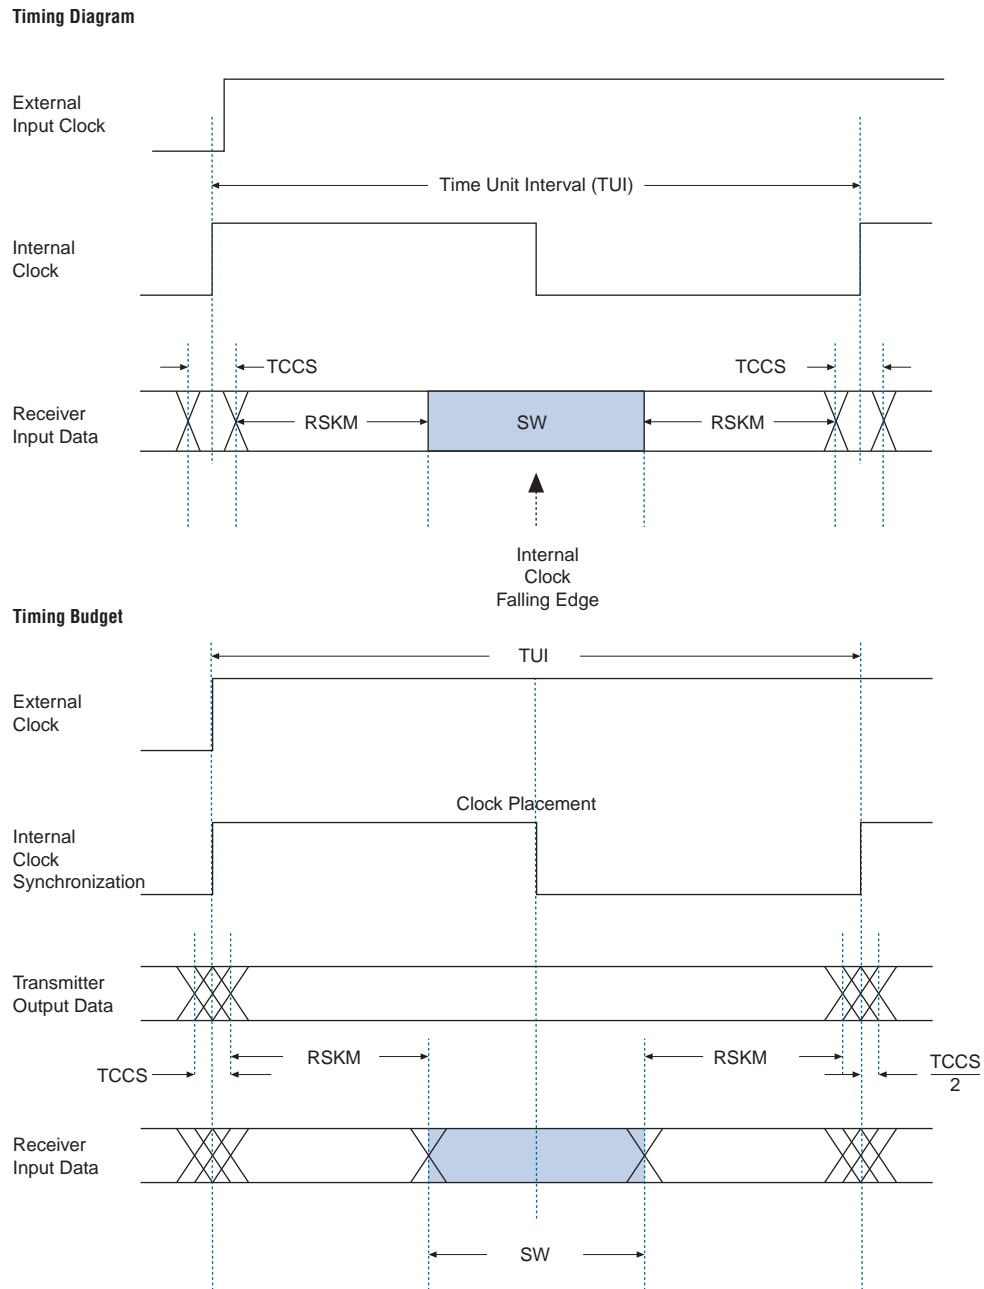 Timing Diagram
External
Input Clock
Time Unit Interval (TUI)
Internal
Clock
TCCS
TCCS
Receiver
Input Data
RSKM
SW
RSKM
Internal
Clock
Falling Edge
Timing Budget
TUI
External
Clock
Clock Placement
Internal
Clock
Synchronization
Transmitter
Output Data
RSKM
RSKM
TCCS
TCCS
2
Receiver
Input Data
SW